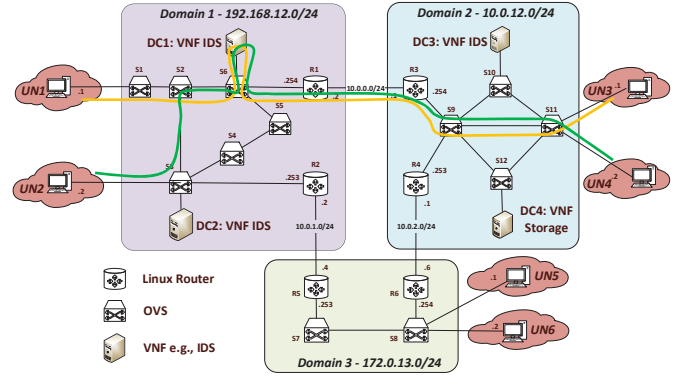 Domain 1 - 192.168.12.0/24
Domain 2 - 10.0.12.0/24
DC1: VNF IDS
DC3: VNF IDS
S1
S2
S6
.254
R1
10.0.0.0/24
R3
.254
S10
UN1
.1
.2
S9
S11
.1
UN3
S5
S4
R2
R4
.253
S12
.253
UN2
.2
.2
.1
.2
UN4
DC2: VNF IDS
DC4: VNF
Storage
10.0.1.0/24
10.0.2.0/24
Linux Router
.4
.6
.1
UN5
R5
.253
R6
.254
OVS
.2
UN6
S7
S8
VNF e.g., IDS
Domain 3 - 172.0.13.0/24